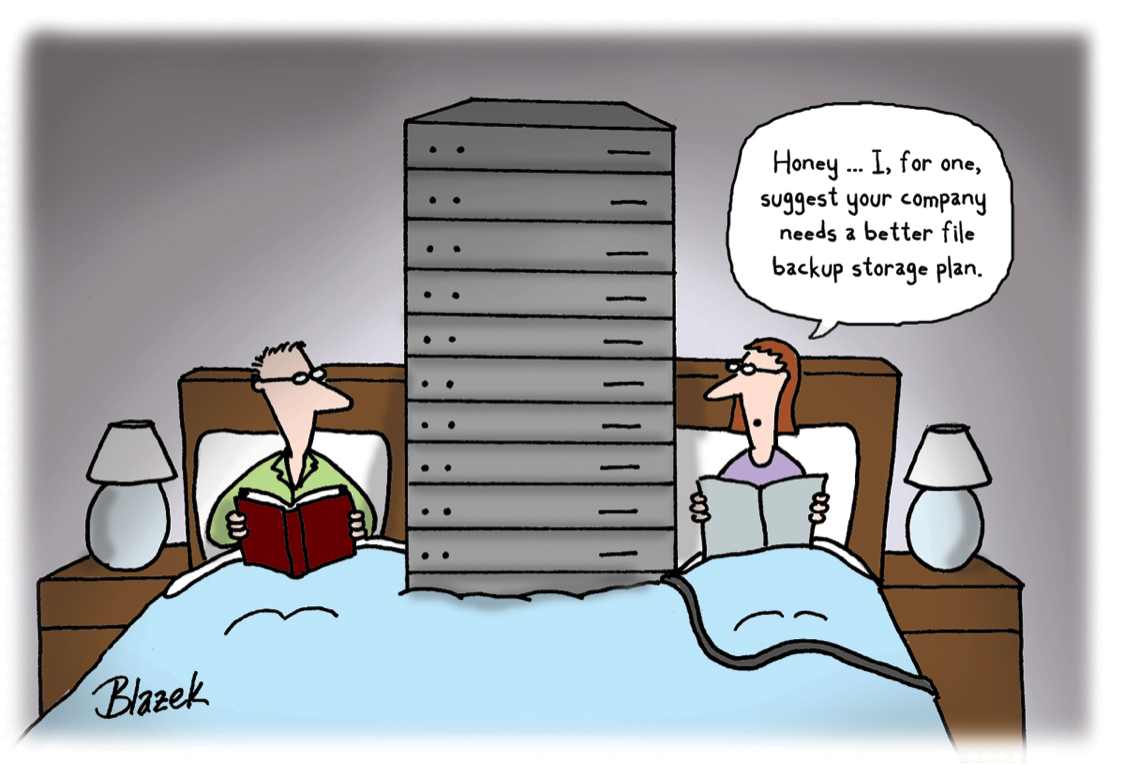 Honey ... I, for one,
suggest your company
needs a better file
backup storage plan.
Blazek